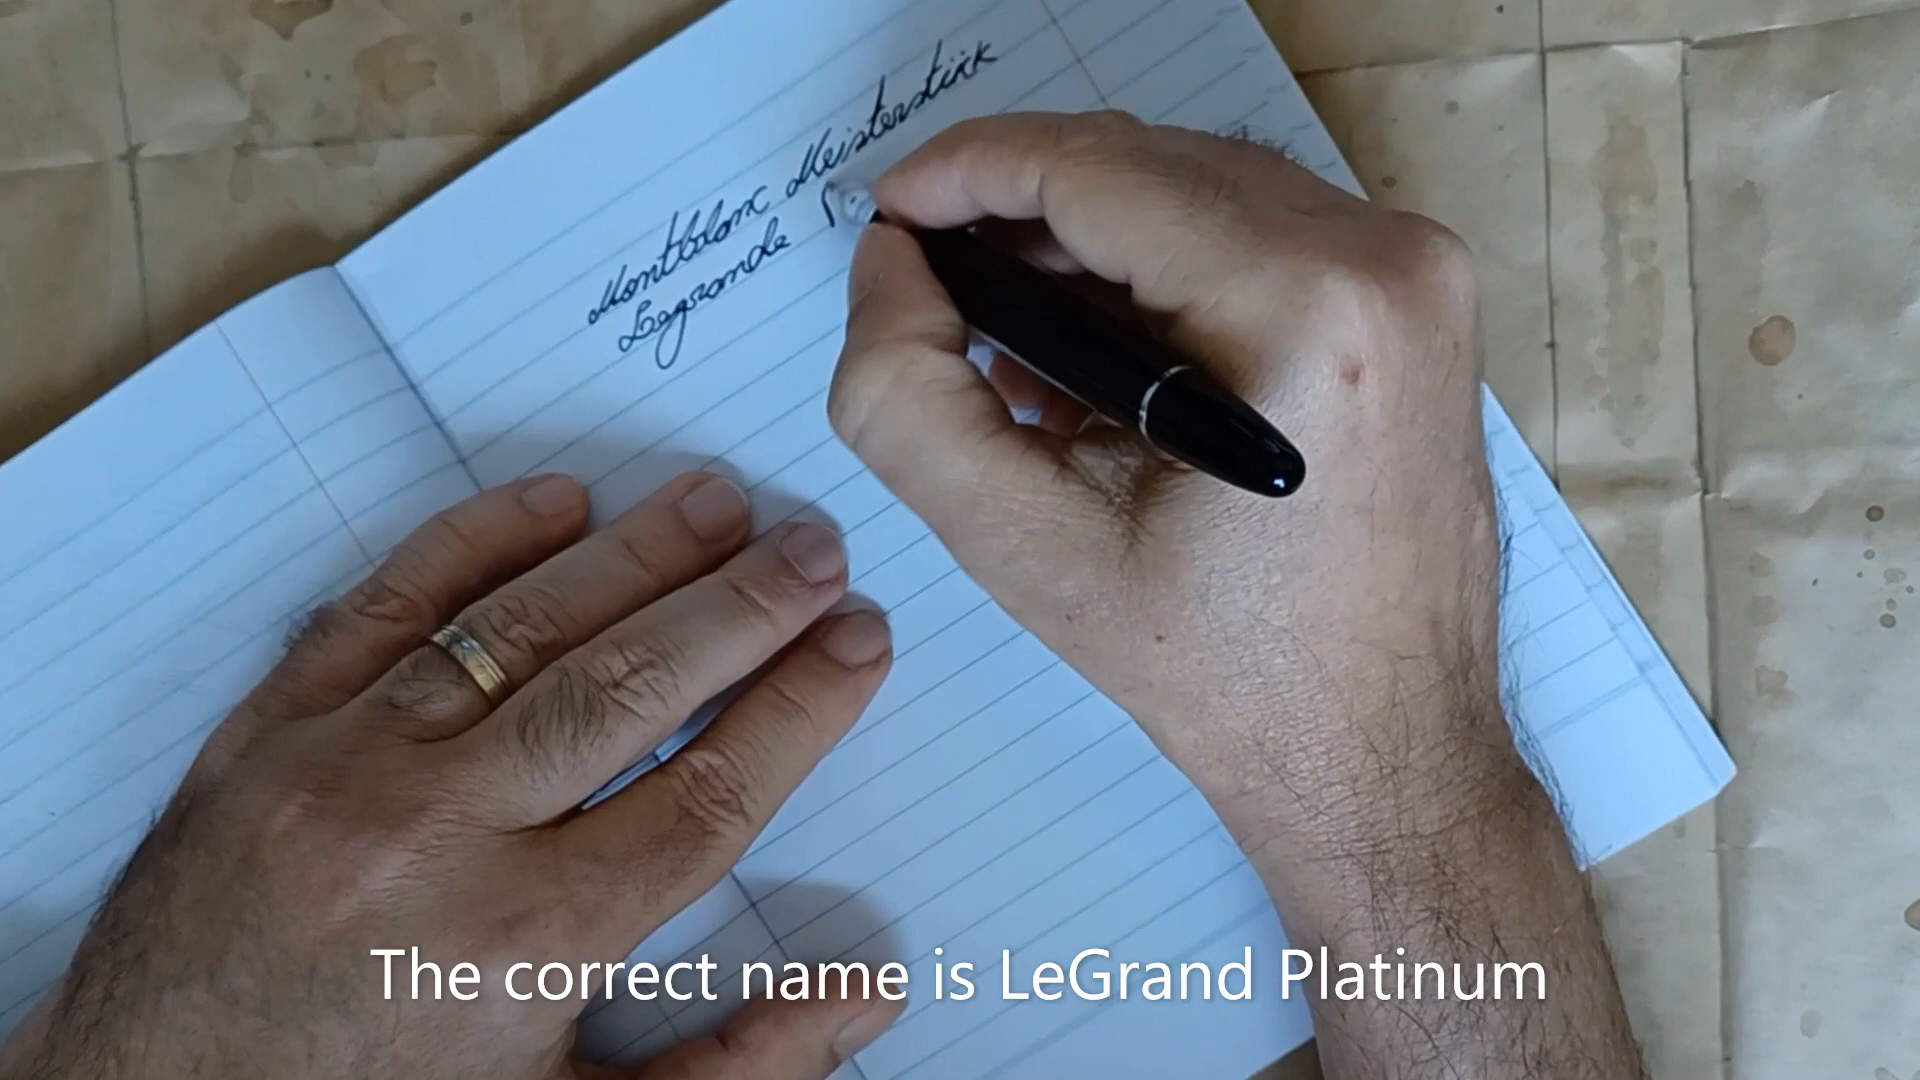 Montblanc Meisterstück
Legrande
The correct name is LeGrand Platinum